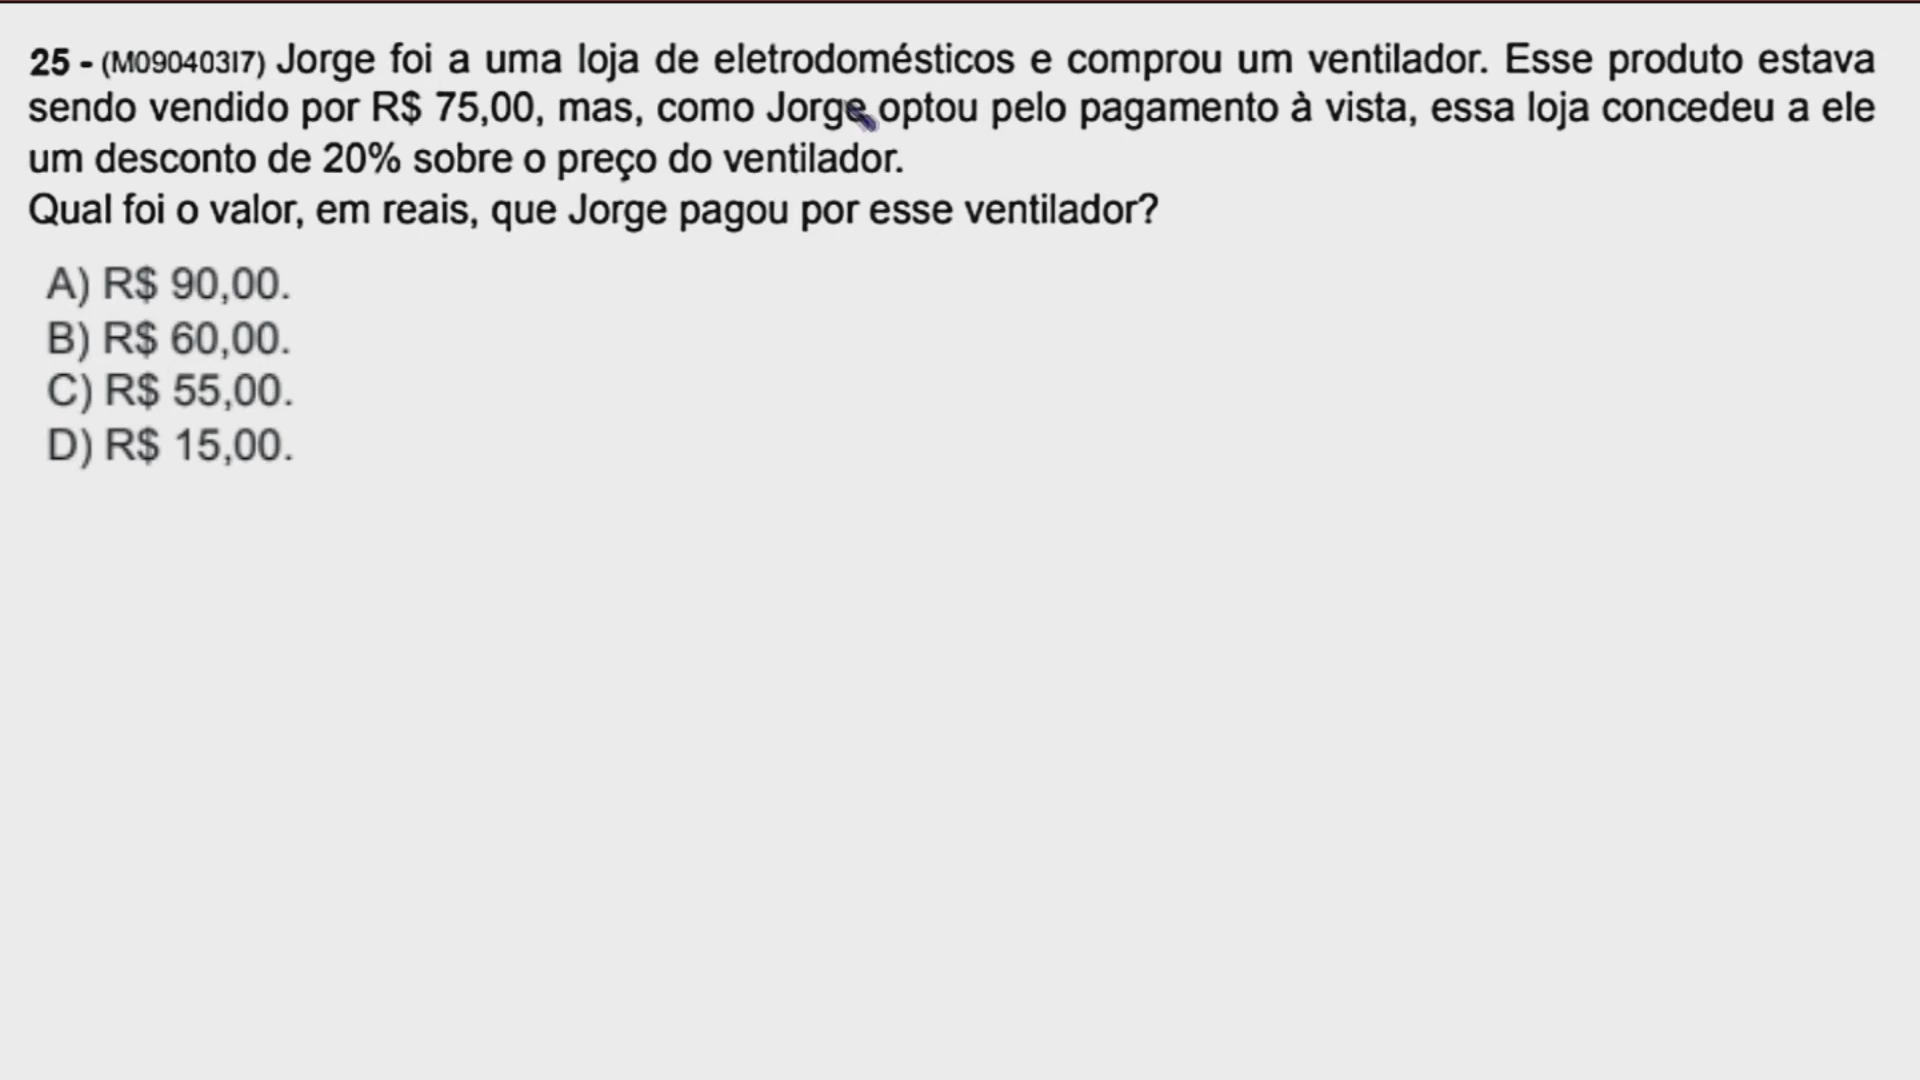 25 - (M090403I7) Jorge foi a uma loja de eletrodomésticos e comprou um ventilador. Esse produto estava
sendo vendido por R$ 75,00, mas, como Jorge optou pelo pagamento à vista, essa loja concedeu a ele
um desconto de 20% sobre o preço do ventilador.
Qual foi o valor, em reais, que Jorge pagou por esse ventilador?
A) R$ 90,00.
B) R$ 60,00.
C) R$ 55,00.
D) R$ 15,00.